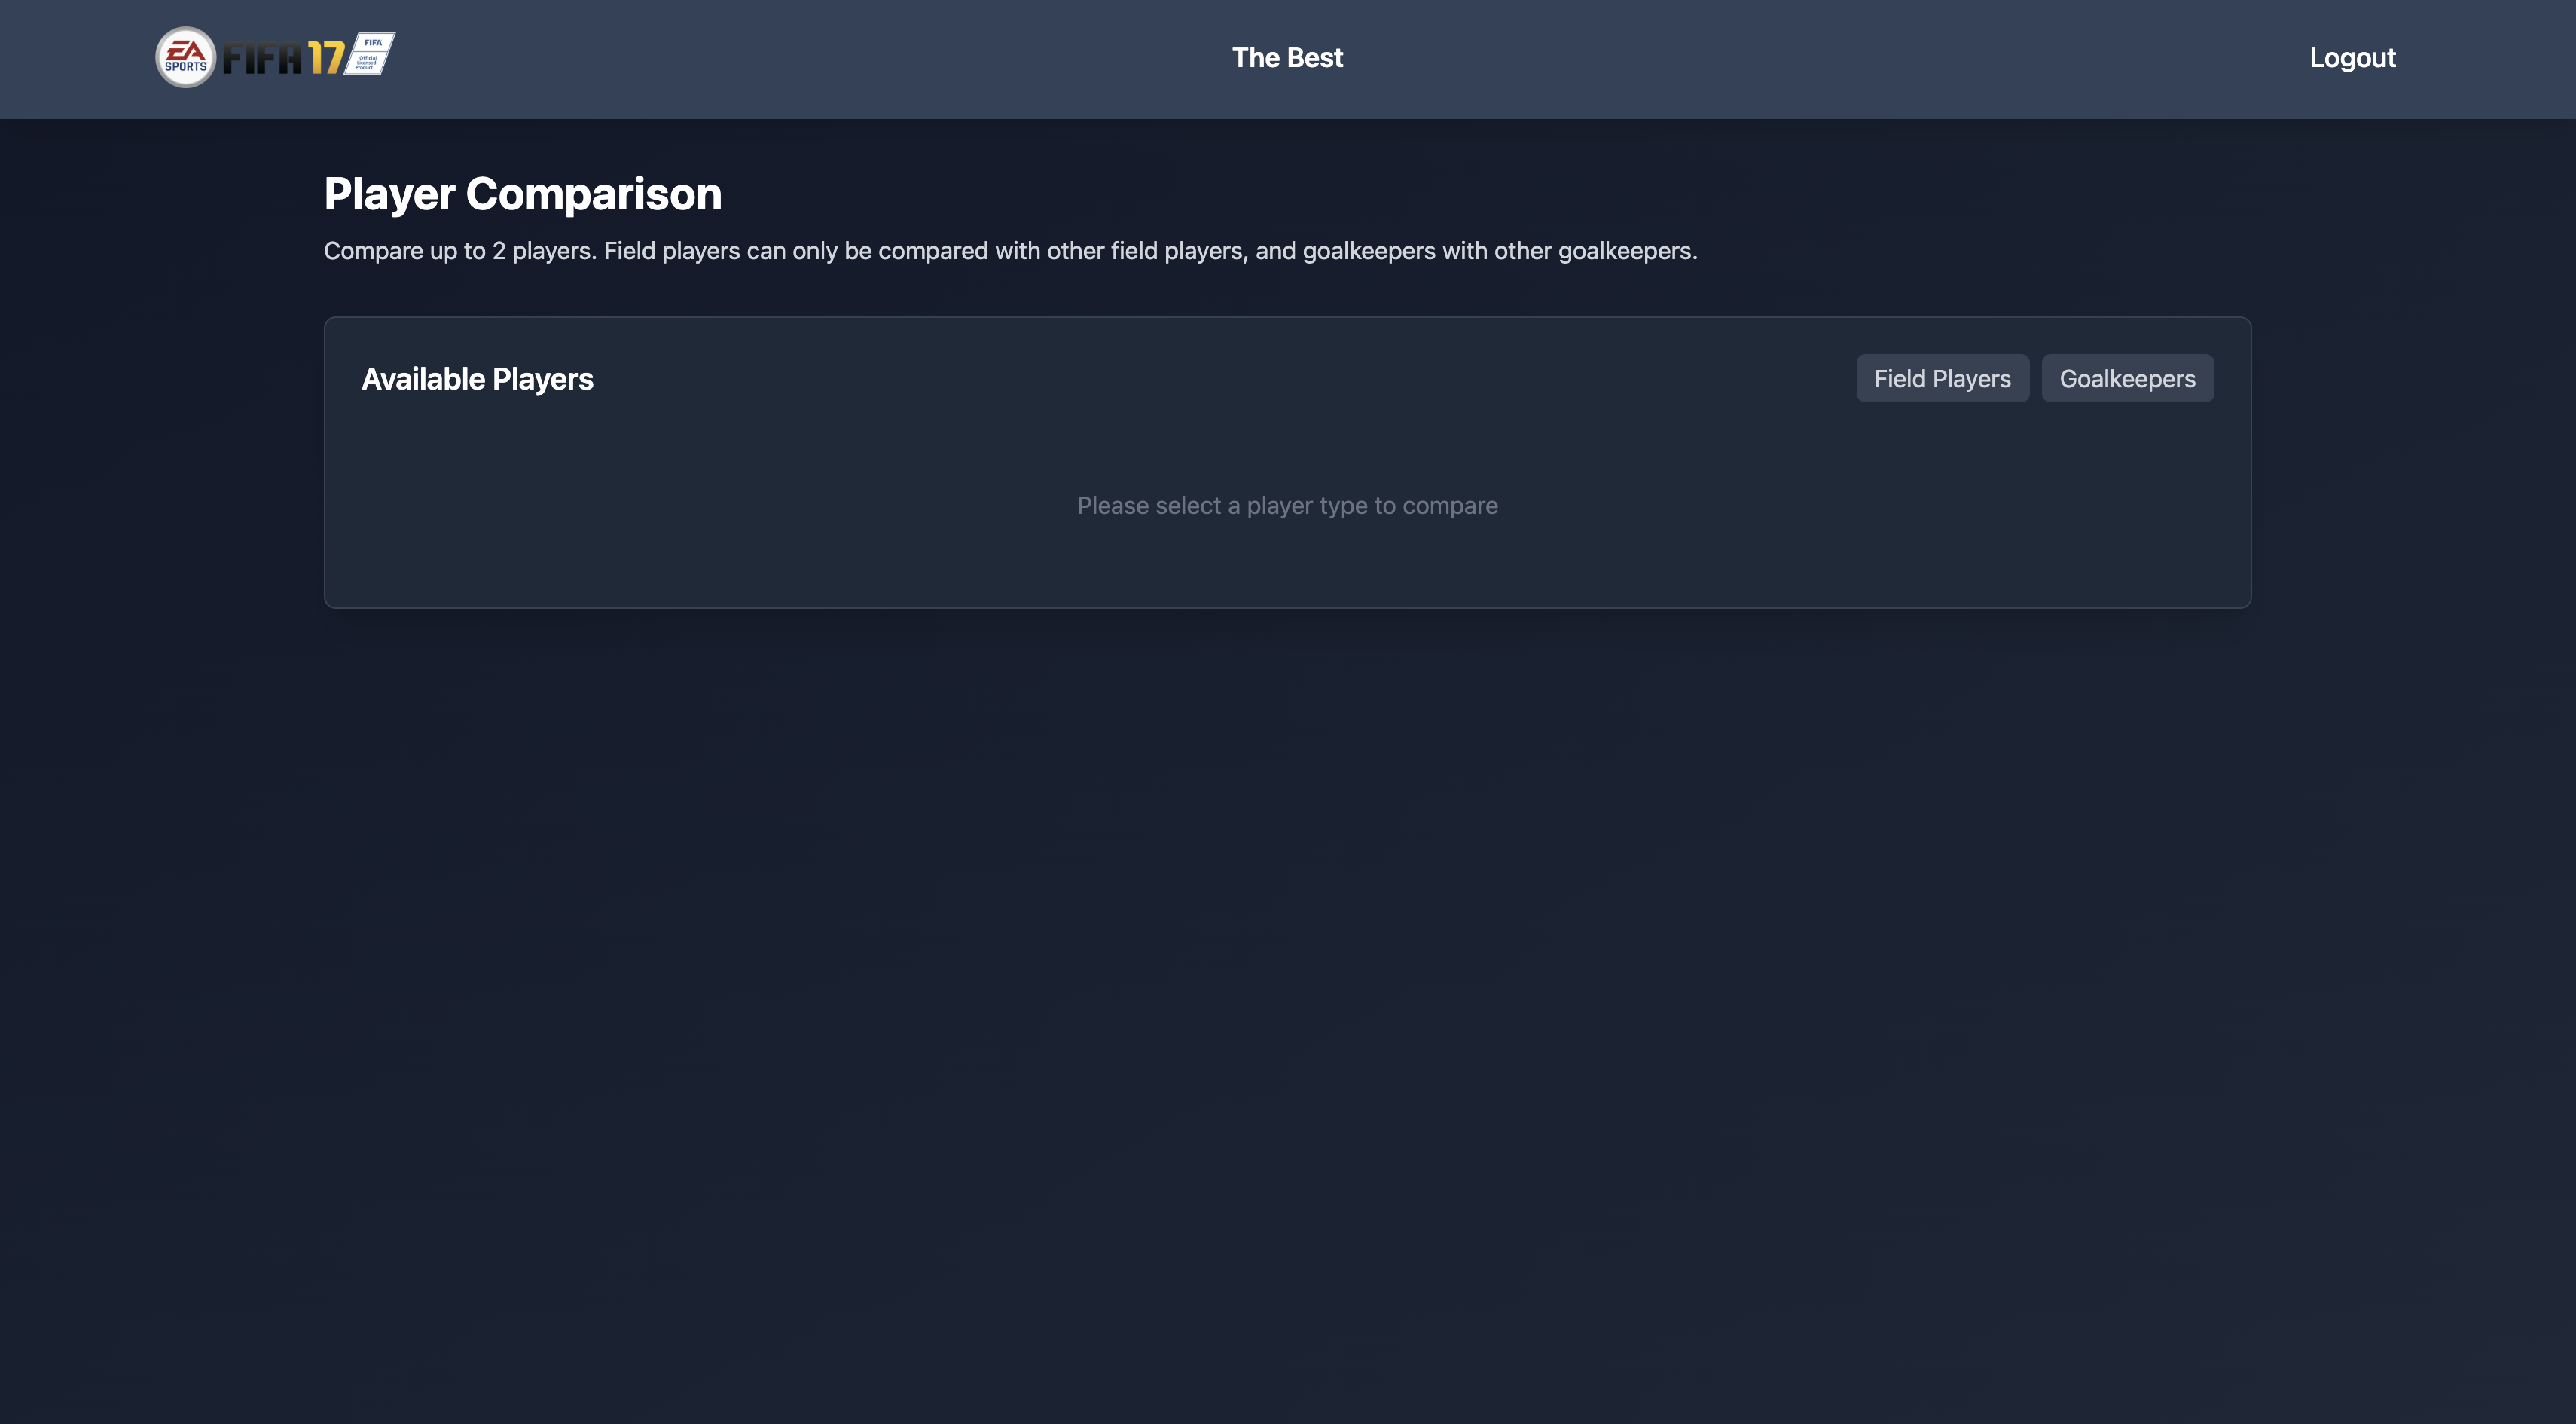 EA
SPORTS
FIFA 17
FIFA
Official
Licensed
Product
The Best
Logout
Player Comparison
Compare up to 2 players. Field players can only be compared with other field players, and goalkeepers with other goalkeepers.
Available Players
Field Players
Goalkeepers
Please select a player type to compare